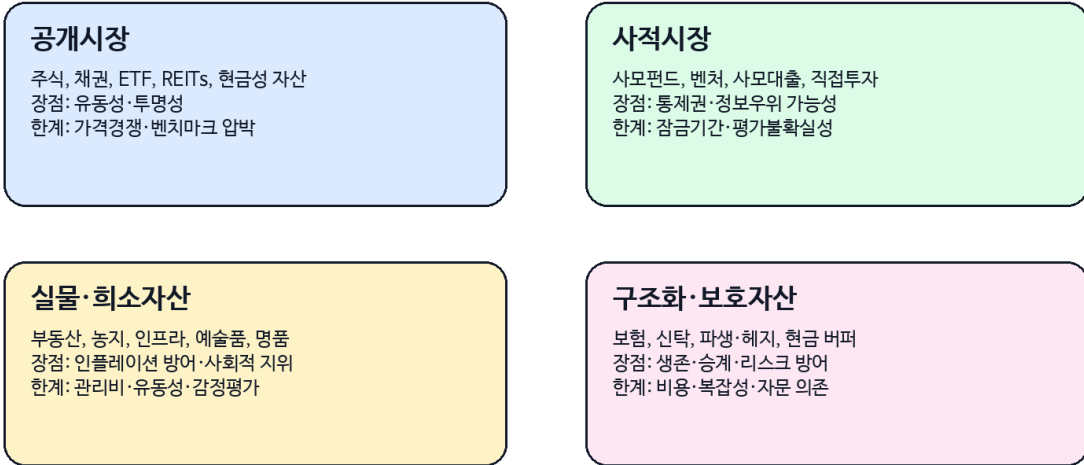 공개시장
주식, 채권, ETF, REITs, 현금성 자산
장점: 유동성·투명성
한계: 가격경쟁·벤치마크 압박
사적시장
사모펀드, 벤처, 사모대출, 직접투자
장점: 통제권·정보우위 가능성
한계: 잠금기간·평가불확실성
실물·희소자산
부동산, 농지, 인프라, 예술품, 명품
장점: 인플레이션 방어·사회적 지위
한계: 관리비·유동성·감정평가
구조화·보호자산
보험, 신탁, 파생·헤지, 현금 버퍼
장점: 생존·승계·리스크 방어
한계: 비용·복잡성·자문 의존